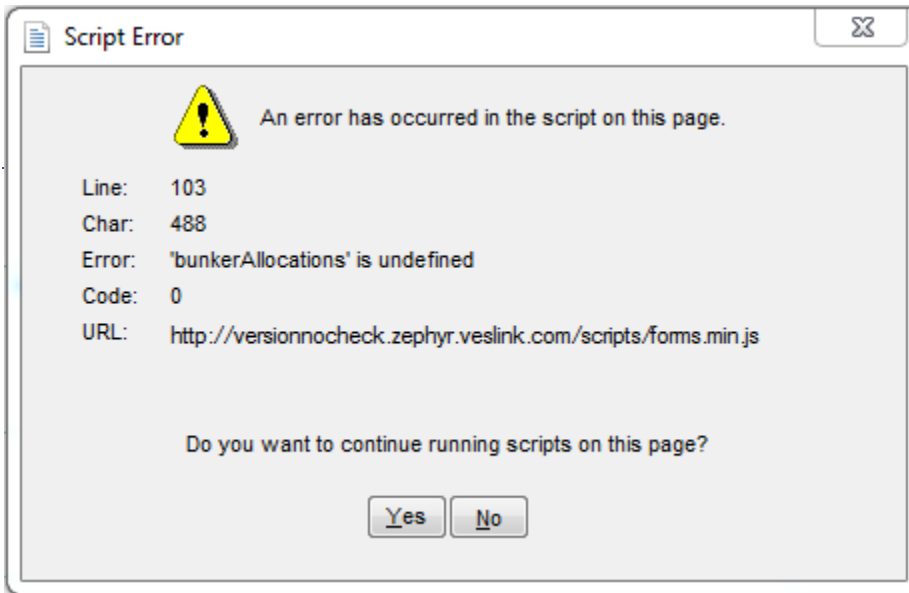 Script Error
An error has occurred in the script on this page.
Line: 103
Char: 488
Error: 'bunkerAllocations' is undefined
Code: 0
URL: http://versionnocheck.zephyr.veslink.com/scripts/forms.min.js
Do you want to continue running scripts on this page?
Yes No